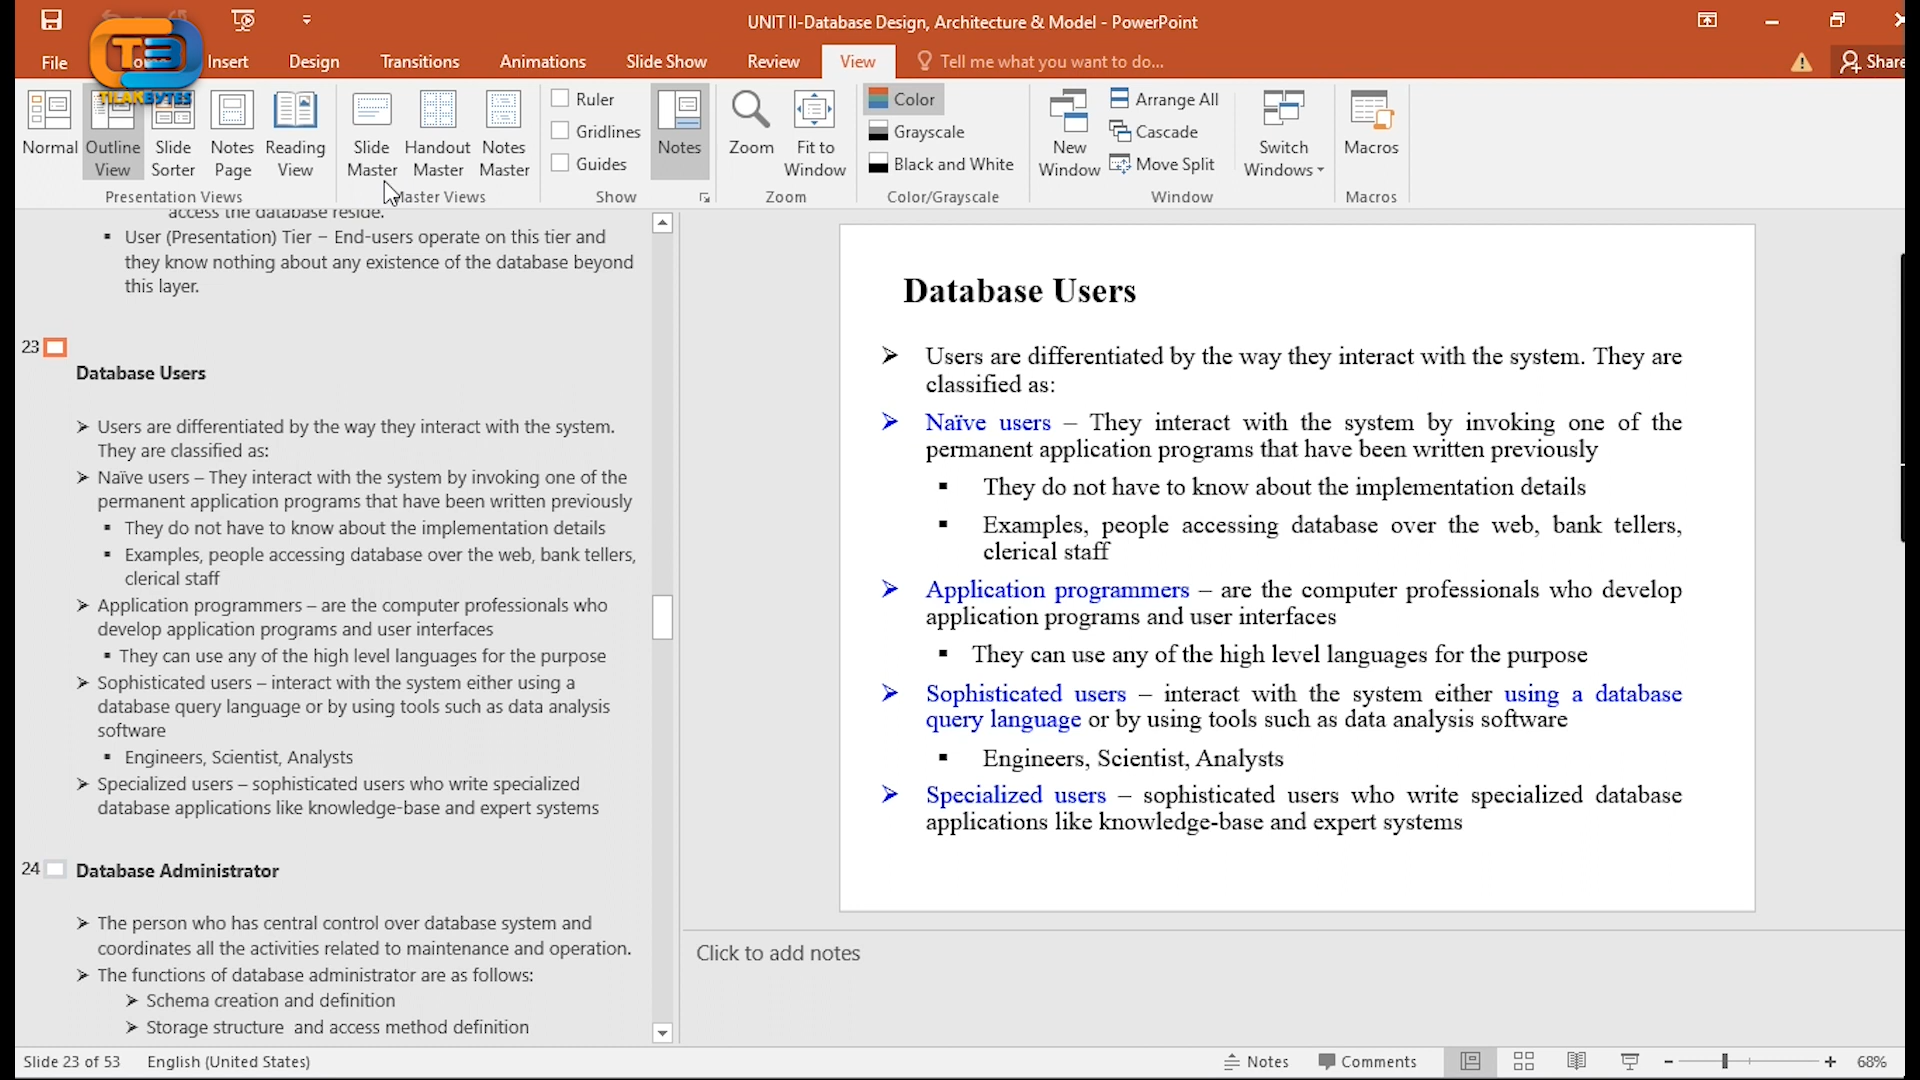 UNIT II-Database Design, Architecture & Model - PowerPoint
File
Insert
Design
Transitions
Animations
Slide Show
Review
View
Tell me what you want to do...
Share
T3
TILAKBYTES
Normal
Outline View
Slide Sorter
Notes Page
Reading View
Presentation Views
Slide Master
Handout Master
Notes Master
Master Views
Ruler
Gridlines
Guides
Show
Notes
Zoom
Fit to Window
Zoom
Color
Grayscale
Black and White
Color/Grayscale
New Window
Arrange All
Cascade
Move Split
Window
Switch Windows
Macros
Macros
access the database reside.
▪ User (Presentation) Tier – End-users operate on this tier and
they know nothing about any existence of the database beyond
this layer.
23
Database Users
➢ Users are differentiated by the way they interact with the system.
They are classified as:
➢ Naïve users – They interact with the system by invoking one of the
permanent application programs that have been written previously
▪ They do not have to know about the implementation details
▪ Examples, people accessing database over the web, bank tellers,
clerical staff
➢ Application programmers – are the computer professionals who
develop application programs and user interfaces
▪ They can use any of the high level languages for the purpose
➢ Sophisticated users – interact with the system either using a
database query language or by using tools such as data analysis
software
▪ Engineers, Scientist, Analysts
➢ Specialized users – sophisticated users who write specialized
database applications like knowledge-base and expert systems
24 Database Administrator
➢ The person who has central control over database system and
coordinates all the activities related to maintenance and operation.
➢ The functions of database administrator are as follows:
➢ Schema creation and definition
➢ Storage structure and access method definition
Database Users
➢ Users are differentiated by the way they interact with the system. They are
classified as:
➢ Naïve users – They interact with the system by invoking one of the
permanent application programs that have been written previously
▪ They do not have to know about the implementation details
▪ Examples, people accessing database over the web, bank tellers,
clerical staff
➢ Application programmers – are the computer professionals who develop
application programs and user interfaces
▪ They can use any of the high level languages for the purpose
➢ Sophisticated users – interact with the system either using a database
query language or by using tools such as data analysis software
▪ Engineers, Scientist, Analysts
➢ Specialized users – sophisticated users who write specialized database
applications like knowledge-base and expert systems
Click to add notes
Slide 23 of 53
English (United States)
Notes
Comments
68%